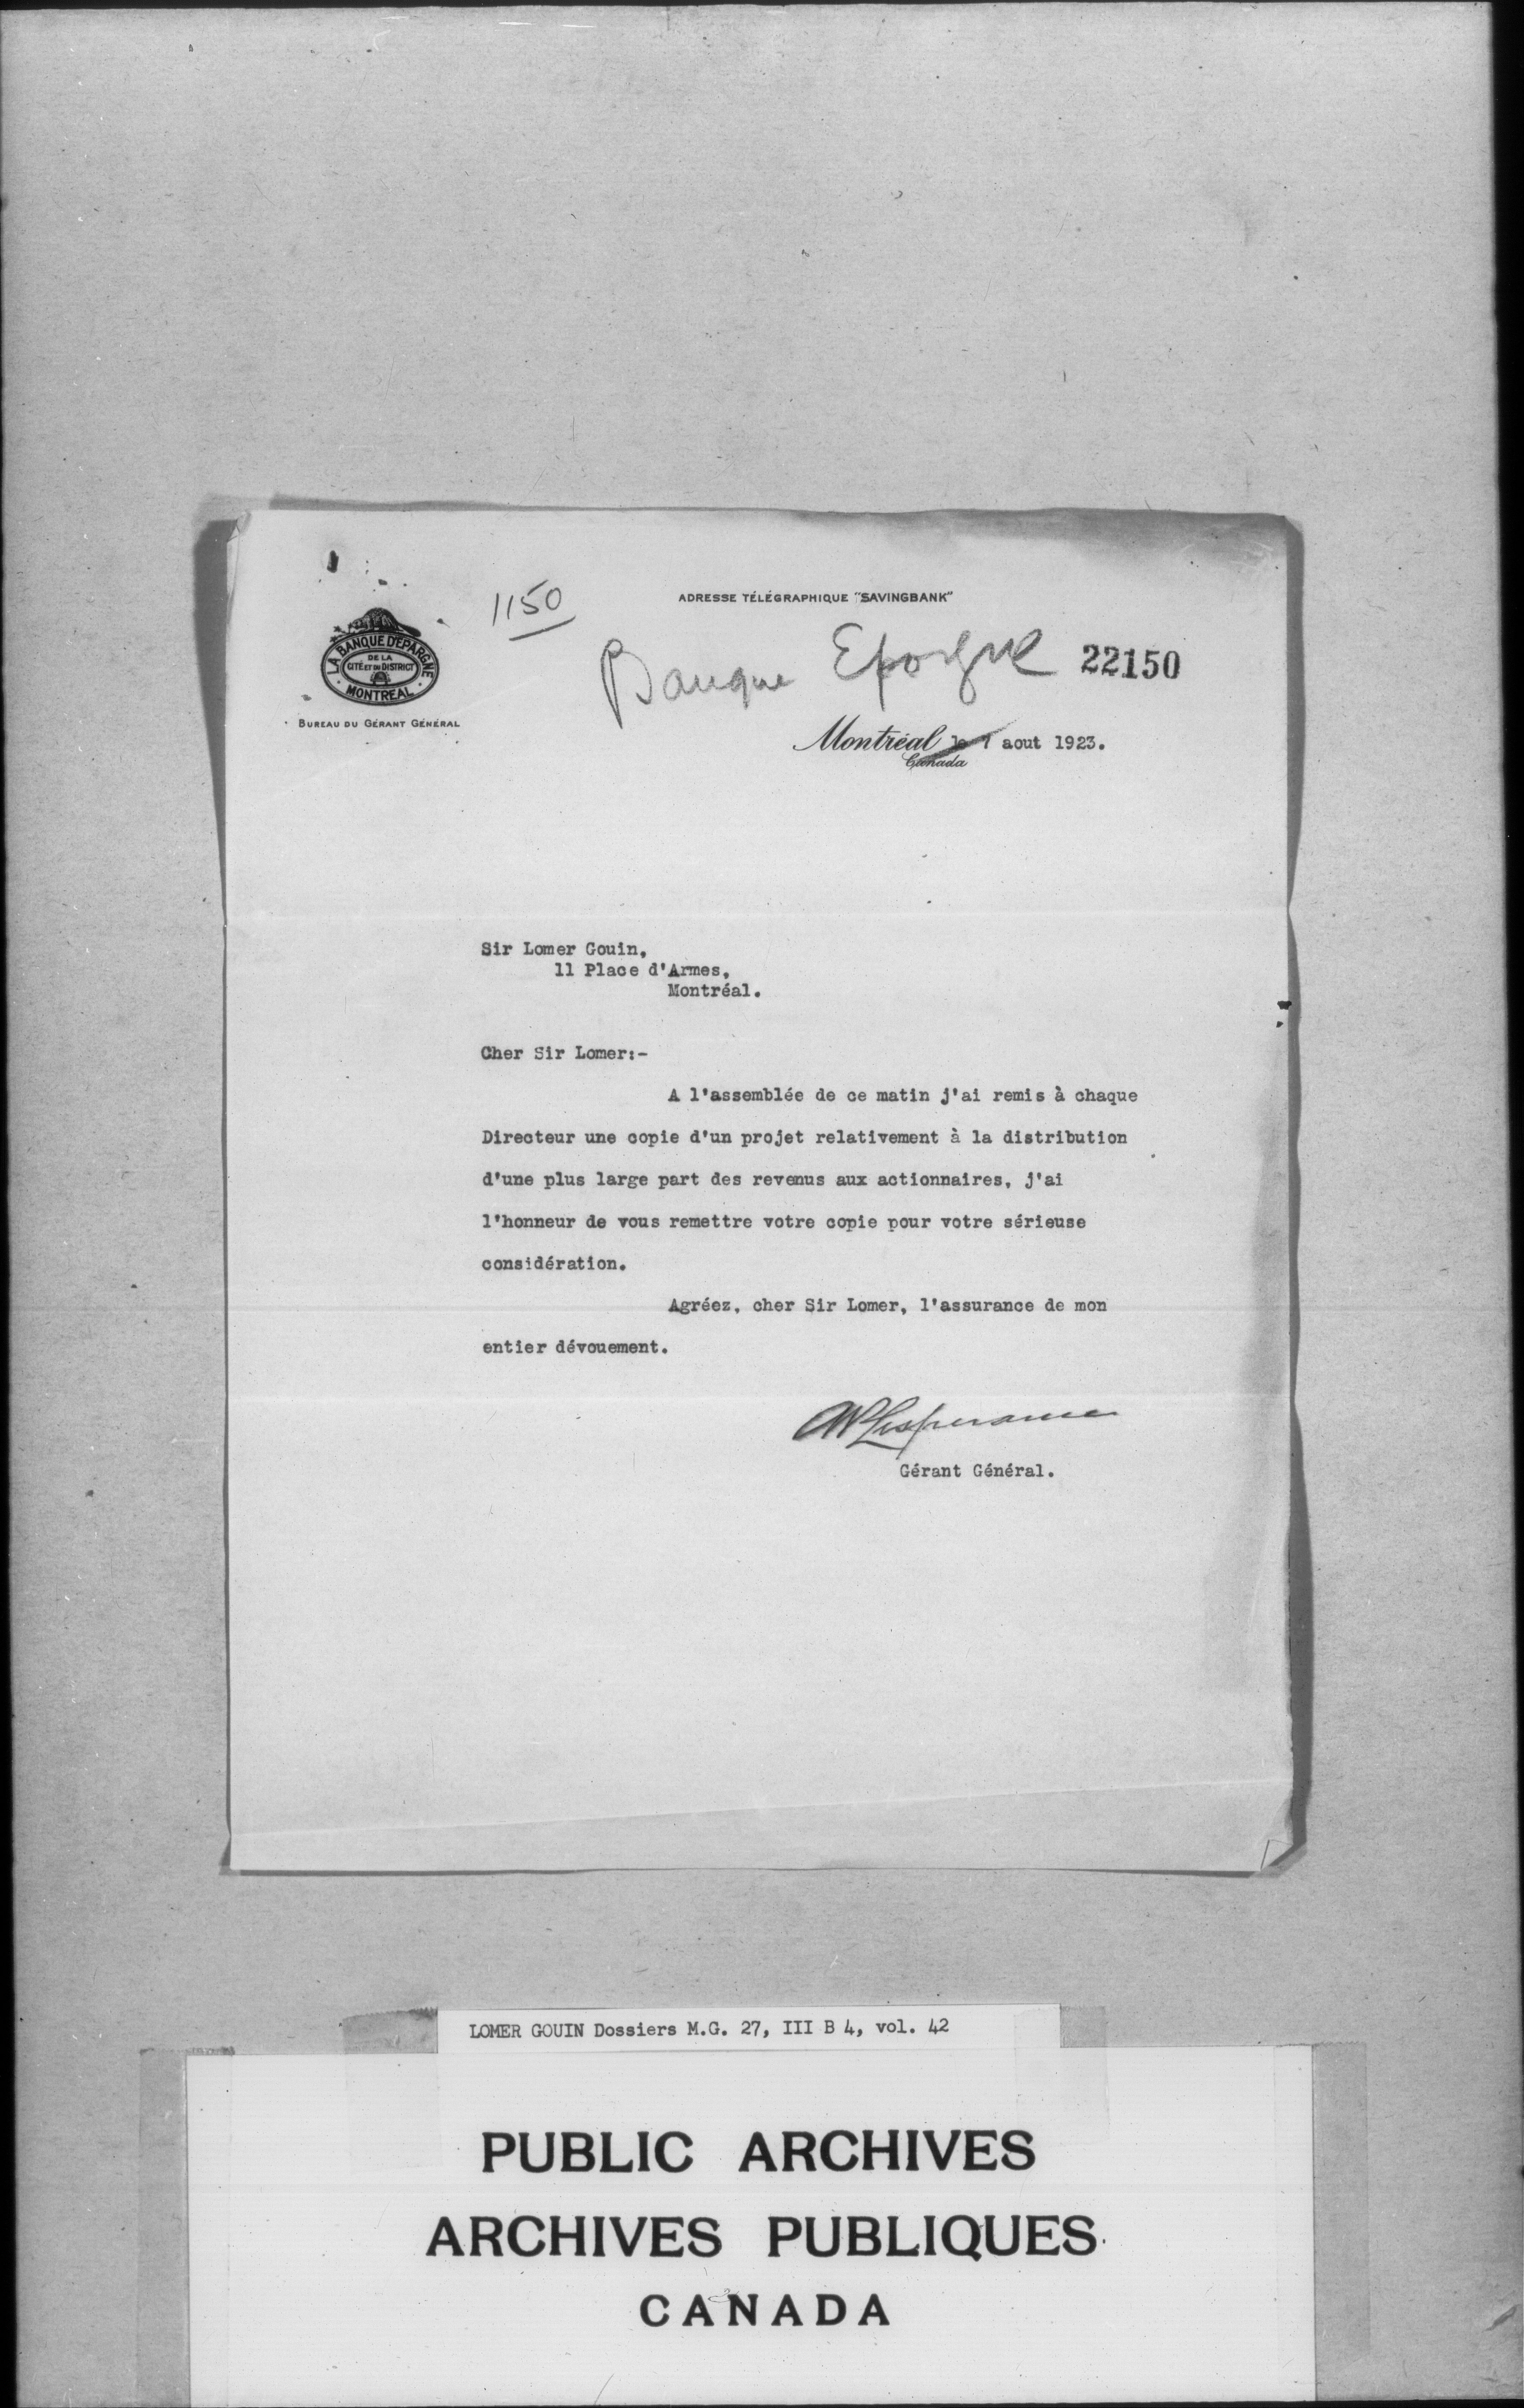 1150
ADRESSE TÉLÉGRAPHIQUE "SAVINGBANK"
LA BANQUE D'EPARGNE
DE LA
CITÉ ET DU DISTRICT
MONTREAL
BUREAU DU GÉRANT GÉNÉRAL
Banque Epargne
22150
Montréal le 7 aout 1923.
Canada
Sir Lomer Gouin,
11 Place d'Armes,
Montréal.
Cher Sir Lomer:-
A l'assemblée de ce matin j'ai remis à chaque
Directeur une copie d'un projet relativement à la distribution
d'une plus large part des revenus aux actionnaires, j'ai
l'honneur de vous remettre votre copie pour votre sérieuse
considération.
Agréez, cher Sir Lomer, l'assurance de mon
entier dévouement.
Lesperance
Gérant Général.
LOMER GOUIN Dossiers M.G. 27, III B 4, vol. 42
PUBLIC ARCHIVES
ARCHIVES PUBLIQUES
CANADA